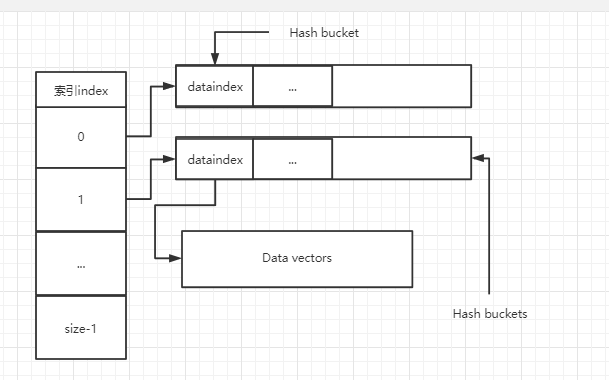 Hash bucket
索引index
dataindex
...
0
dataindex
...
1
Data vectors
...
Hash buckets
size-1